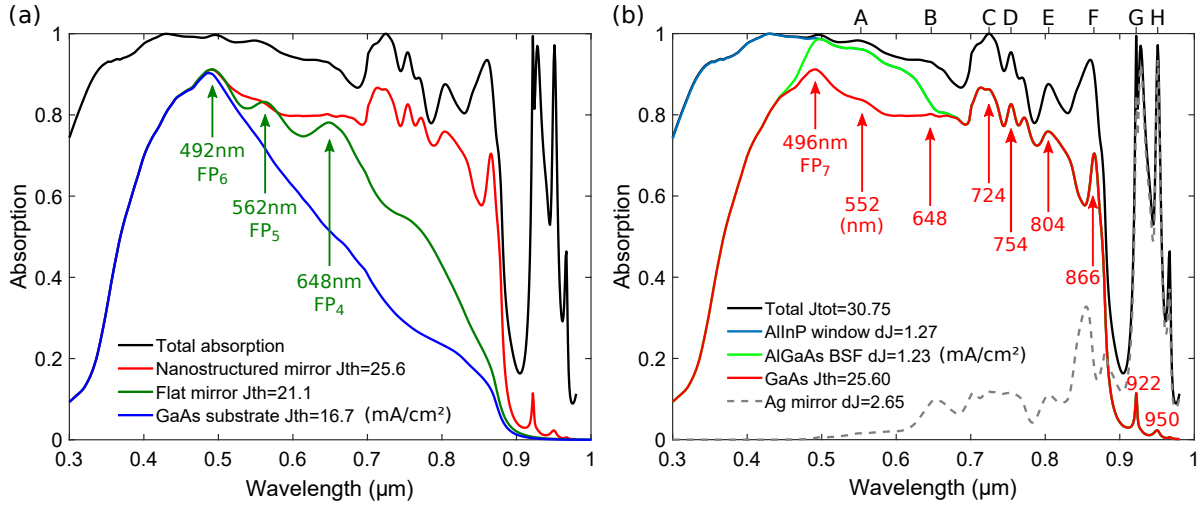 (a)
Absorption
1
0.8
0.6
0.4
0.2
0
492nm
FP₆
562nm
FP₅
648nm
FP₄
Total absorption
Nanostructured mirror Jth=25.6
Flat mirror Jth=21.1
GaAs substrate Jth=16.7 (mA/cm²)
0.3 0.4 0.5 0.6 0.7 0.8 0.9 1
Wavelength (μm)
(b)
A B C D E F G H
Absorption
1
0.8
0.6
0.4
0.2
0
496nm
FP₇
552
(nm)
648
724
754
804
866
922
950
Total Jtot=30.75
AlInP window dJ=1.27
AlGaAs BSF dJ=1.23 (mA/cm²)
GaAs Jth=25.60
Ag mirror dJ=2.65
0.3 0.4 0.5 0.6 0.7 0.8 0.9 1
Wavelength (μm)